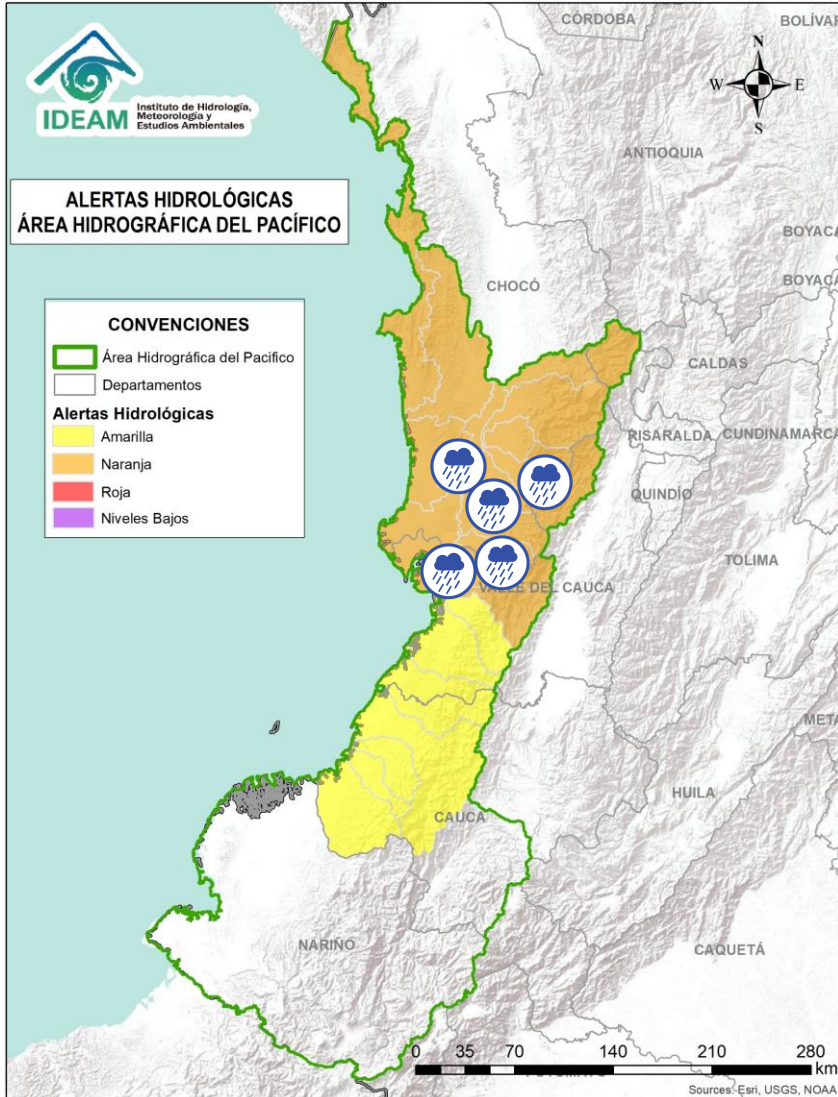 CÓRDOBA
BOLÍVAR
IDEAM
Instituto de Hidrología,
Meteorología y
Estudios Ambientales
N
W E
S
ANTIOQUIA
ALERTAS HIDROLÓGICAS
ÁREA HIDROGRÁFICA DEL PACÍFICO
BOYACÁ
BOYACÁ
CHOCÓ
CONVENCIONES
Área Hidrográfica del Pacifico
Departamentos
Alertas Hidrológicas
Amarilla
Naranja
Roja
Niveles Bajos
CALDAS
RISARALDA
CUNDINAMARCA
QUINDÍO
TOLIMA
VALLE DEL CAUCA
META
HUILA
CAUCA
NARIÑO
CAQUETÁ
0 35 70 140 210 280
km
Sources: Esri, USGS, NOAA